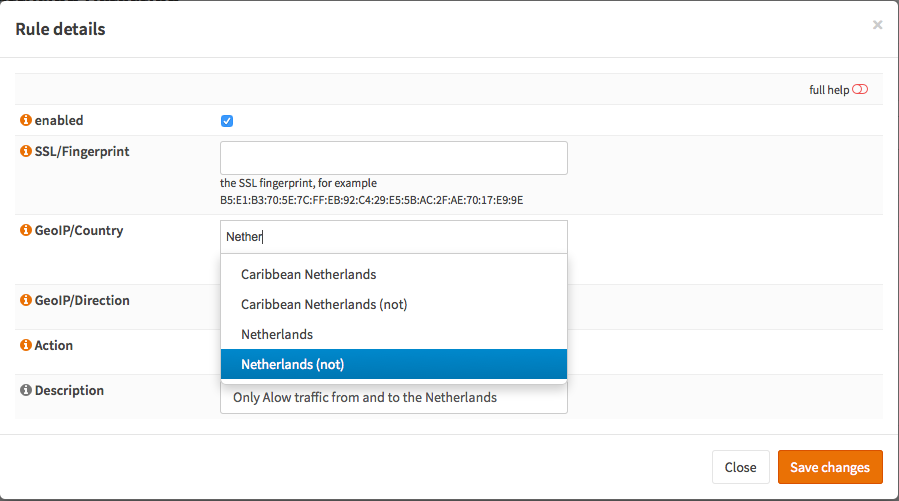 Rule details
×
full help
enabled
SSL/Fingerprint
the SSL fingerprint, for example
B5:E1:B3:70:5E:7C:FF:EB:92:C4:29:E5:5B:AC:2F:AE:70:17:E9:9E
GeoIP/Country
Nether
Caribbean Netherlands
Caribbean Netherlands (not)
Netherlands
Netherlands (not)
GeoIP/Direction
Action
Description
Only Alow traffic from and to the Netherlands
Close
Save changes